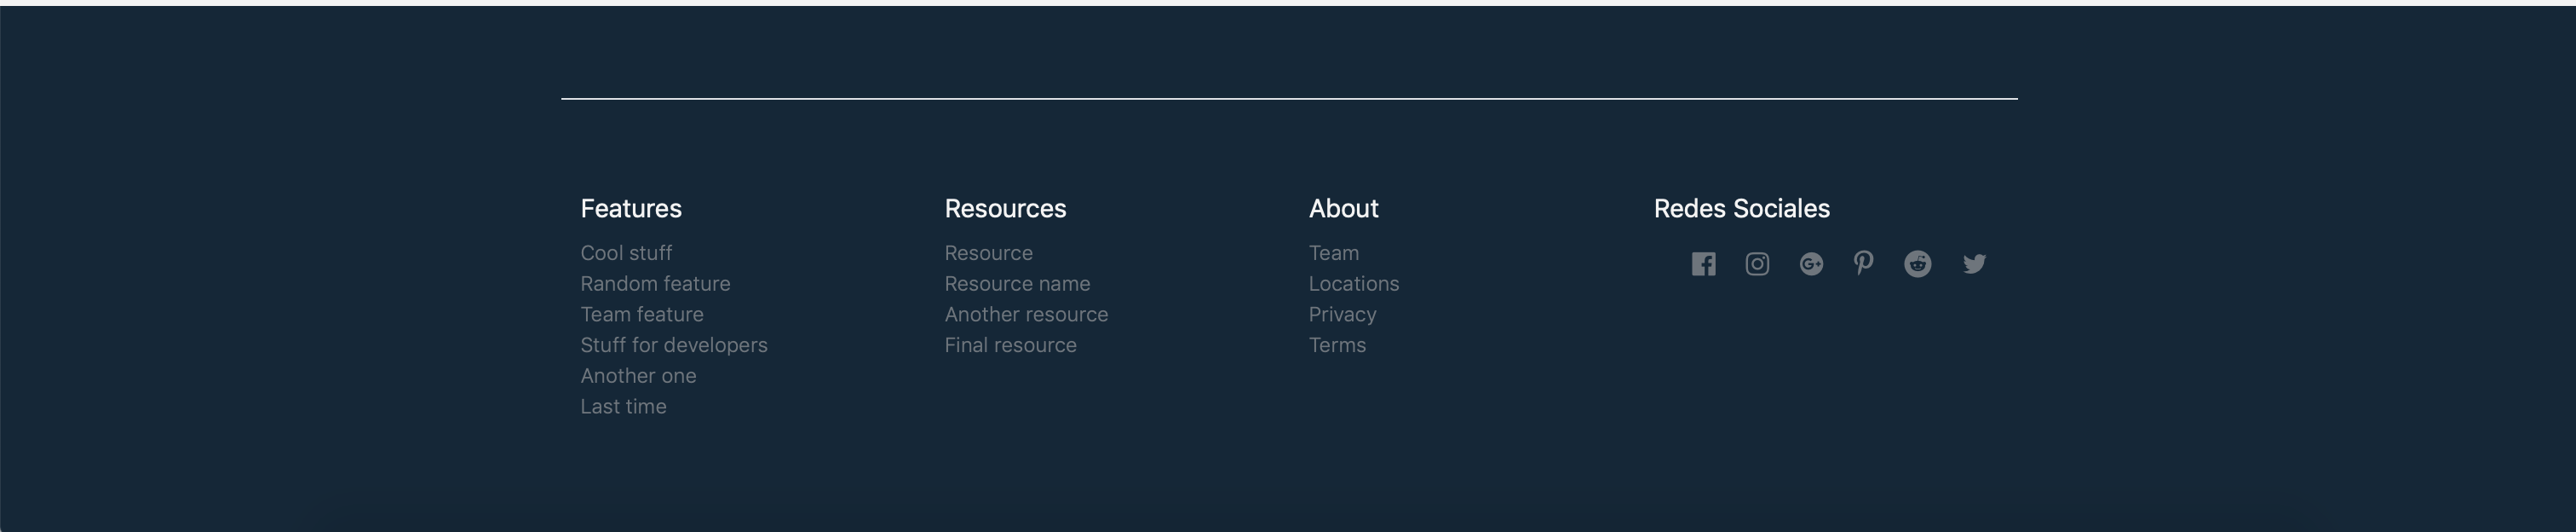 Features
Cool stuff
Random feature
Team feature
Stuff for developers
Another one
Last time
Resources
Resource
Resource name
Another resource
Final resource
About
Team
Locations
Privacy
Terms
Redes Sociales